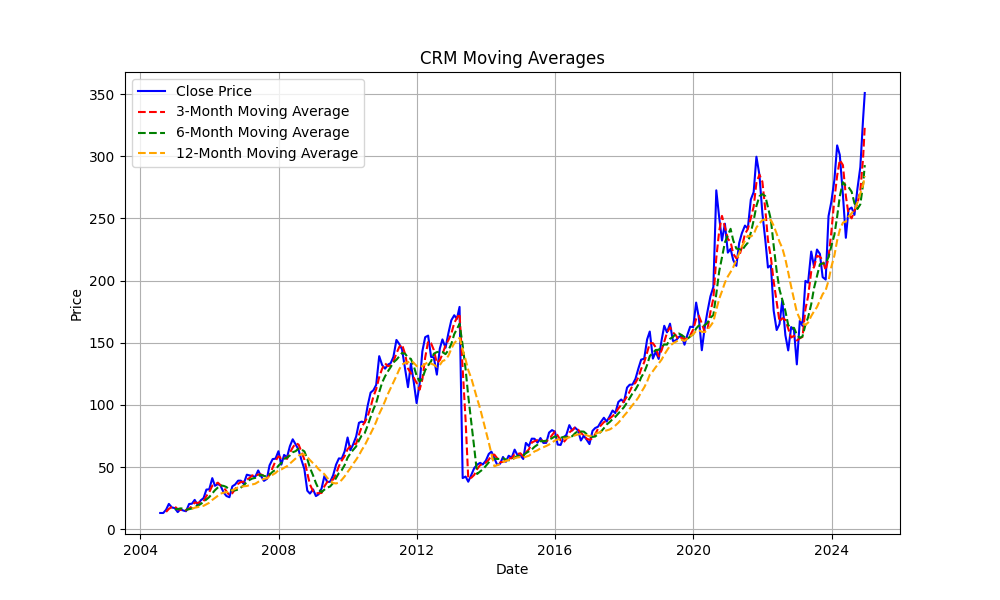 CRM Moving Averages
Close Price
3-Month Moving Average
6-Month Moving Average
12-Month Moving Average
350
300
250
200
150
100
50
0
Price
2004 2008 2012 2016 2020 2024
Date